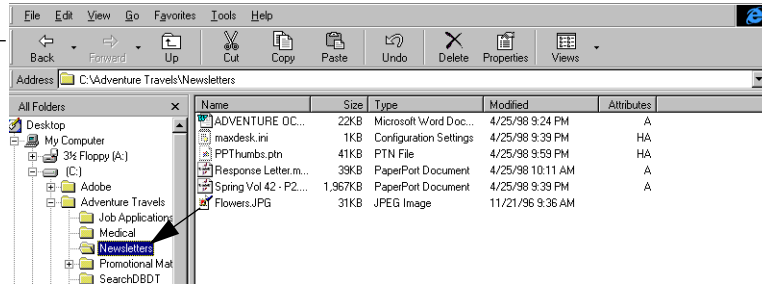 File Edit View Go Favorites Tools Help
Back Forward Up Cut Copy Paste Undo Delete Properties Views
Address C:\Adventure Travels\Newsletters
All Folders x Name Size Type Modified Attributes
Desktop ADVENTURE OC... 22KB Microsoft Word Doc... 4/25/98 9:24 PM A
My Computer maxdesk.ini 1KB Configuration Settings 4/25/98 9:39 PM HA
3½ Floppy (A:) PPThumbs.ptn 41KB PTN File 4/25/98 9:59 PM HA
(C:) Response Letter.m... 39KB PaperPort Document 4/25/98 10:11 AM A
Adobe Spring Vol 42 - P2.... 1,967KB PaperPort Document 4/25/98 9:39 PM A
Adventure Travels Flowers.JPG 31KB JPEG Image 11/21/96 9:36 AM
Job Applications
Medical
Newsletters
Promotional Mat
SearchDBDT